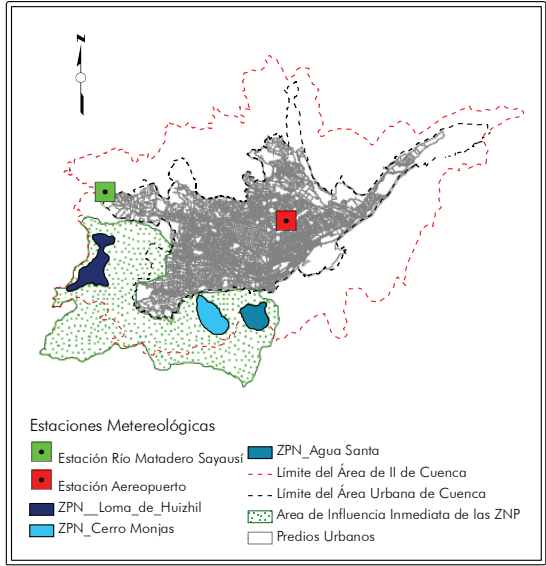 N
Estaciones Metereológicas
Estación Río Matadero Sayausí
Estación Aereopuerto
ZPN__Loma_de_Huizhil
ZPN_Cerro Monjas
ZPN_Agua Santa
Límite del Área de II de Cuenca
Límite del Área Urbana de Cuenca
Area de Influencia Inmediata de las ZNP
Predios Urbanos